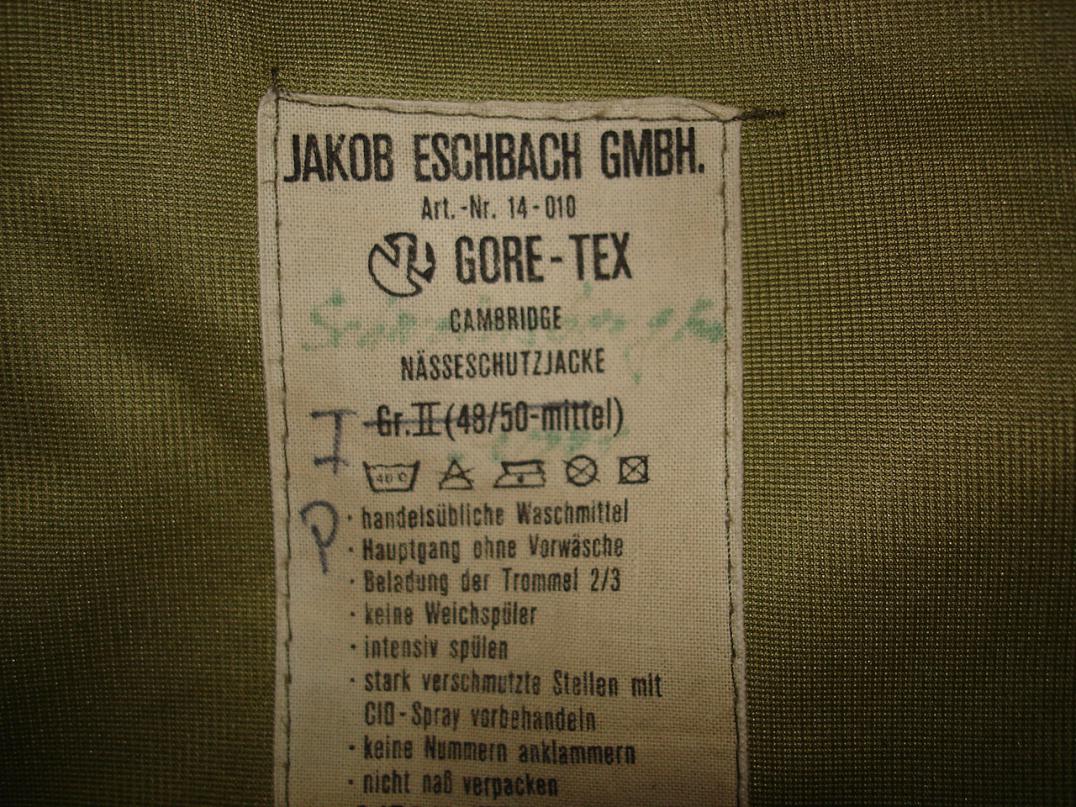 JAKOB ESCHBACH GMBH.
Art.-Nr. 14-010
GORE-TEX
CAMBRIDGE
NÄSSESCHUTZJACKE
I Gr.II (48/50-mittel)
40°C
P
· handelsübliche Waschmittel
· Hauptgang ohne Vorwäsche
· Beladung der Trommel 2/3
· keine Weichspüler
· intensiv spülen
· stark verschmutzte Stellen mit
CIO-Spray vorbehandeln
· keine Nummern anklammern
· nicht naß verpacken